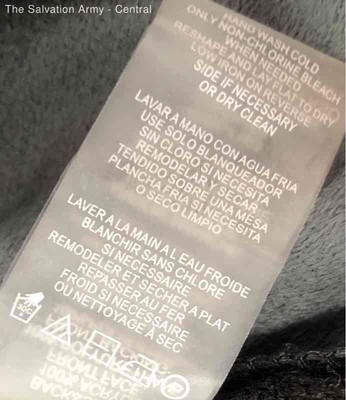 The Salvation Army - Central
HAND WASH COLD
ONLY NON-CHLORINE BLEACH
WHEN NEEDED
RESHAPE AND LAY FLAT TO DRY
LOW IRON ON REVERSE
SIDE IF NECESSARY
OR DRY CLEAN
LAVAR A MANO CON AGUA FRIA
USE SOLO BLANQUEADOR
SIN CLORO SI NECESITA
REMODELAR Y SECAR
TENDIDO SOBRE UNA MESA
PLANCHA FRIA SI NECESITA
O SECO LIMPIO
LAVER A LA MAIN A L EAU FROIDE
BLANCHIR SANS CHLORE
SI NECESSAIRE
REMODELER ET SECHER A PLAT
REPASSER AU FER
FROID SI NECESSAIRE
OU NETTOYAGE A SEC